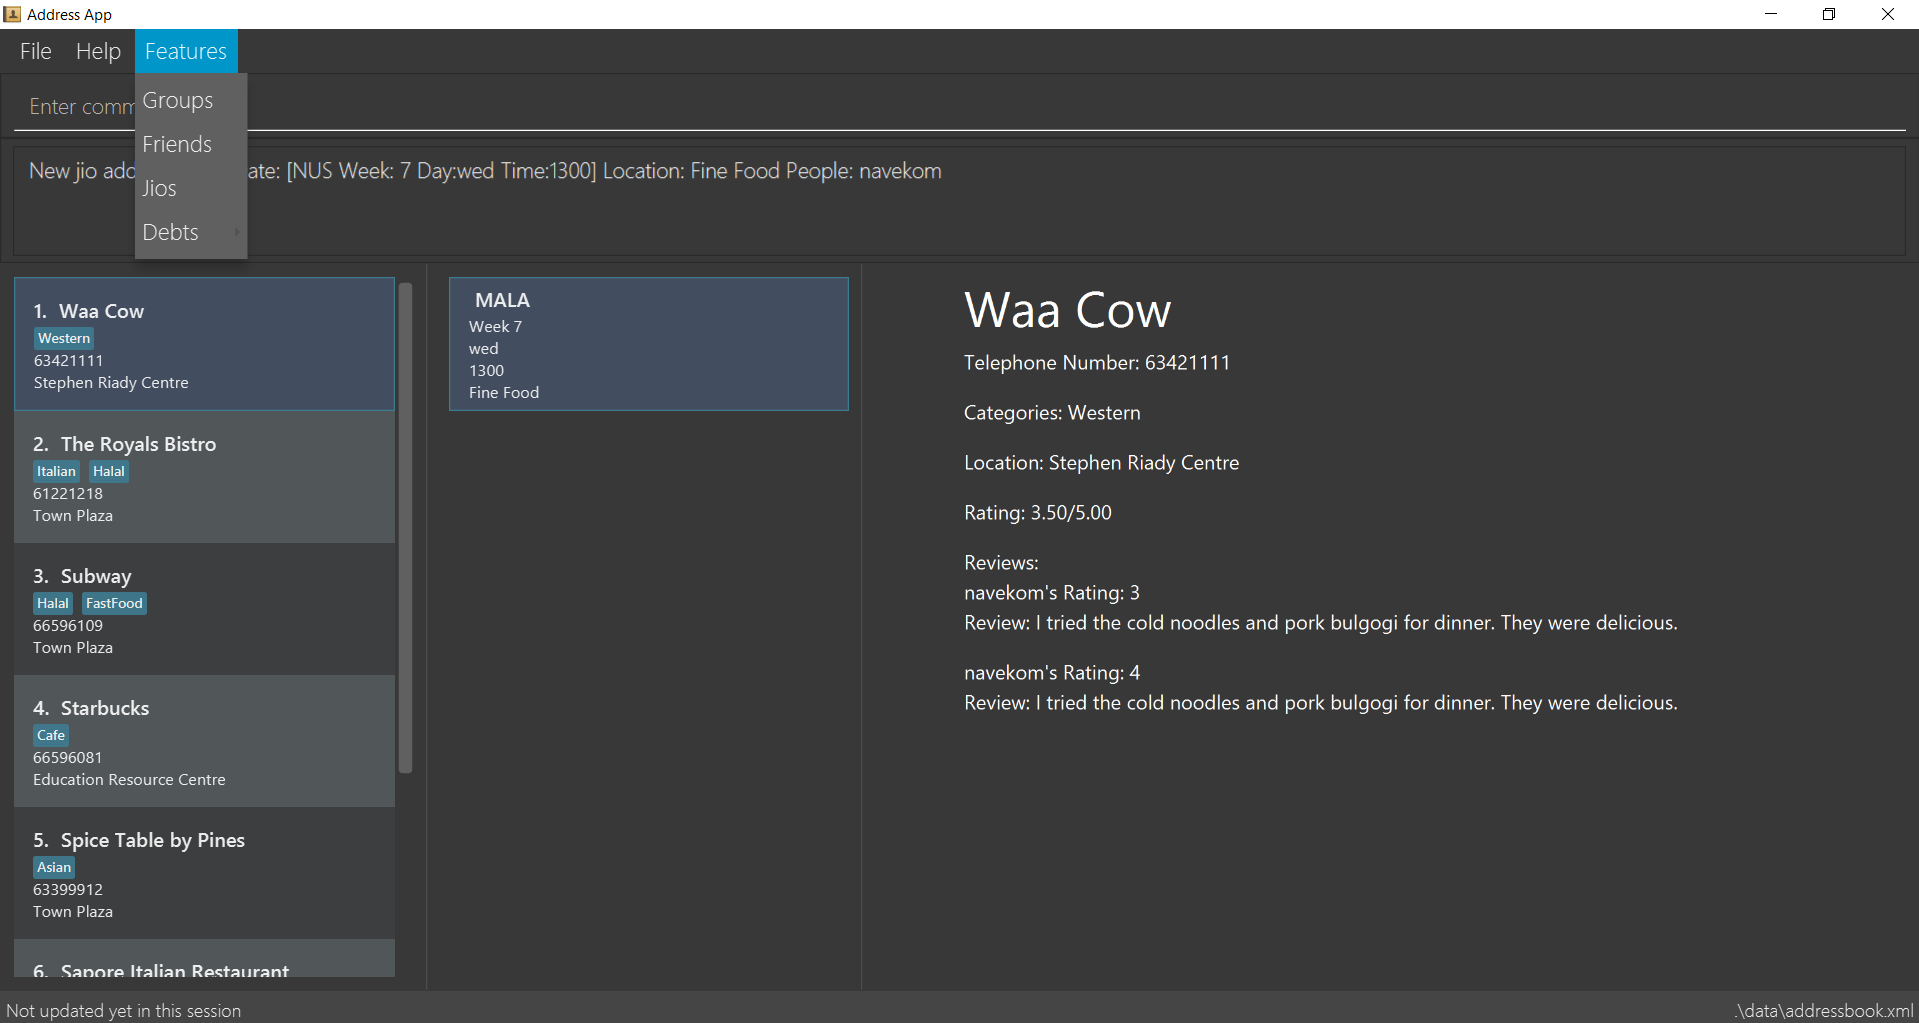 Address App
File Help Features
Groups
Friends
Jios
Debts
Enter comm
New jio add ate: [NUS Week: 7 Day:wed Time:1300] Location: Fine Food People: navekom
1. Waa Cow
Western
63421111
Stephen Riady Centre
2. The Royals Bistro
Italian Halal
61221218
Town Plaza
3. Subway
Halal FastFood
66596109
Town Plaza
4. Starbucks
Cafe
66596081
Education Resource Centre
5. Spice Table by Pines
Asian
63399912
Town Plaza
6. Sapore Italian Restaurant
MALA
Week 7
wed
1300
Fine Food
Waa Cow
Telephone Number: 63421111
Categories: Western
Location: Stephen Riady Centre
Rating: 3.50/5.00
Reviews:
navekom's Rating: 3
Review: I tried the cold noodles and pork bulgogi for dinner. They were delicious.
navekom's Rating: 4
Review: I tried the cold noodles and pork bulgogi for dinner. They were delicious.
Not updated yet in this session
.\data\addressbook.xml